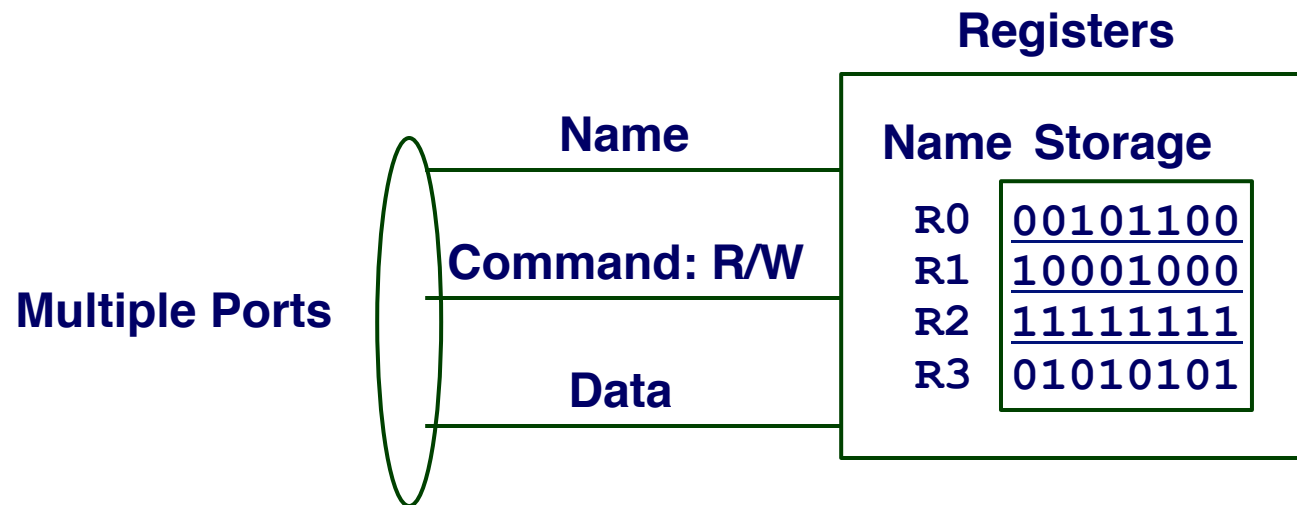 Registers
Name
Command: R/W
Data
Multiple Ports
Name Storage
R0 00101100
R1 10001000
R2 11111111
R3 01010101